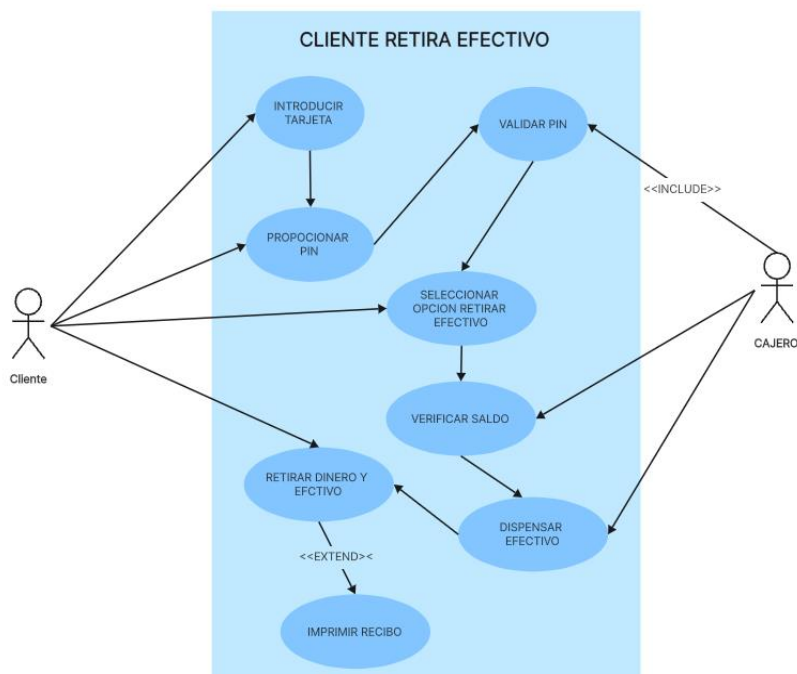 CLIENTE RETIRA EFECTIVO
INTRODUCIR
TARJETA
VALIDAR PIN
<<INCLUDE>>
PROPOCIONAR
PIN
SELECCIONAR
OPCION RETIRAR
EFECTIVO
Cliente
CAJERO
VERIFICAR SALDO
RETIRAR DINERO Y
EFCTIVO
DISPENSAR
EFECTIVO
<<EXTEND><
IMPRIMIR RECIBO